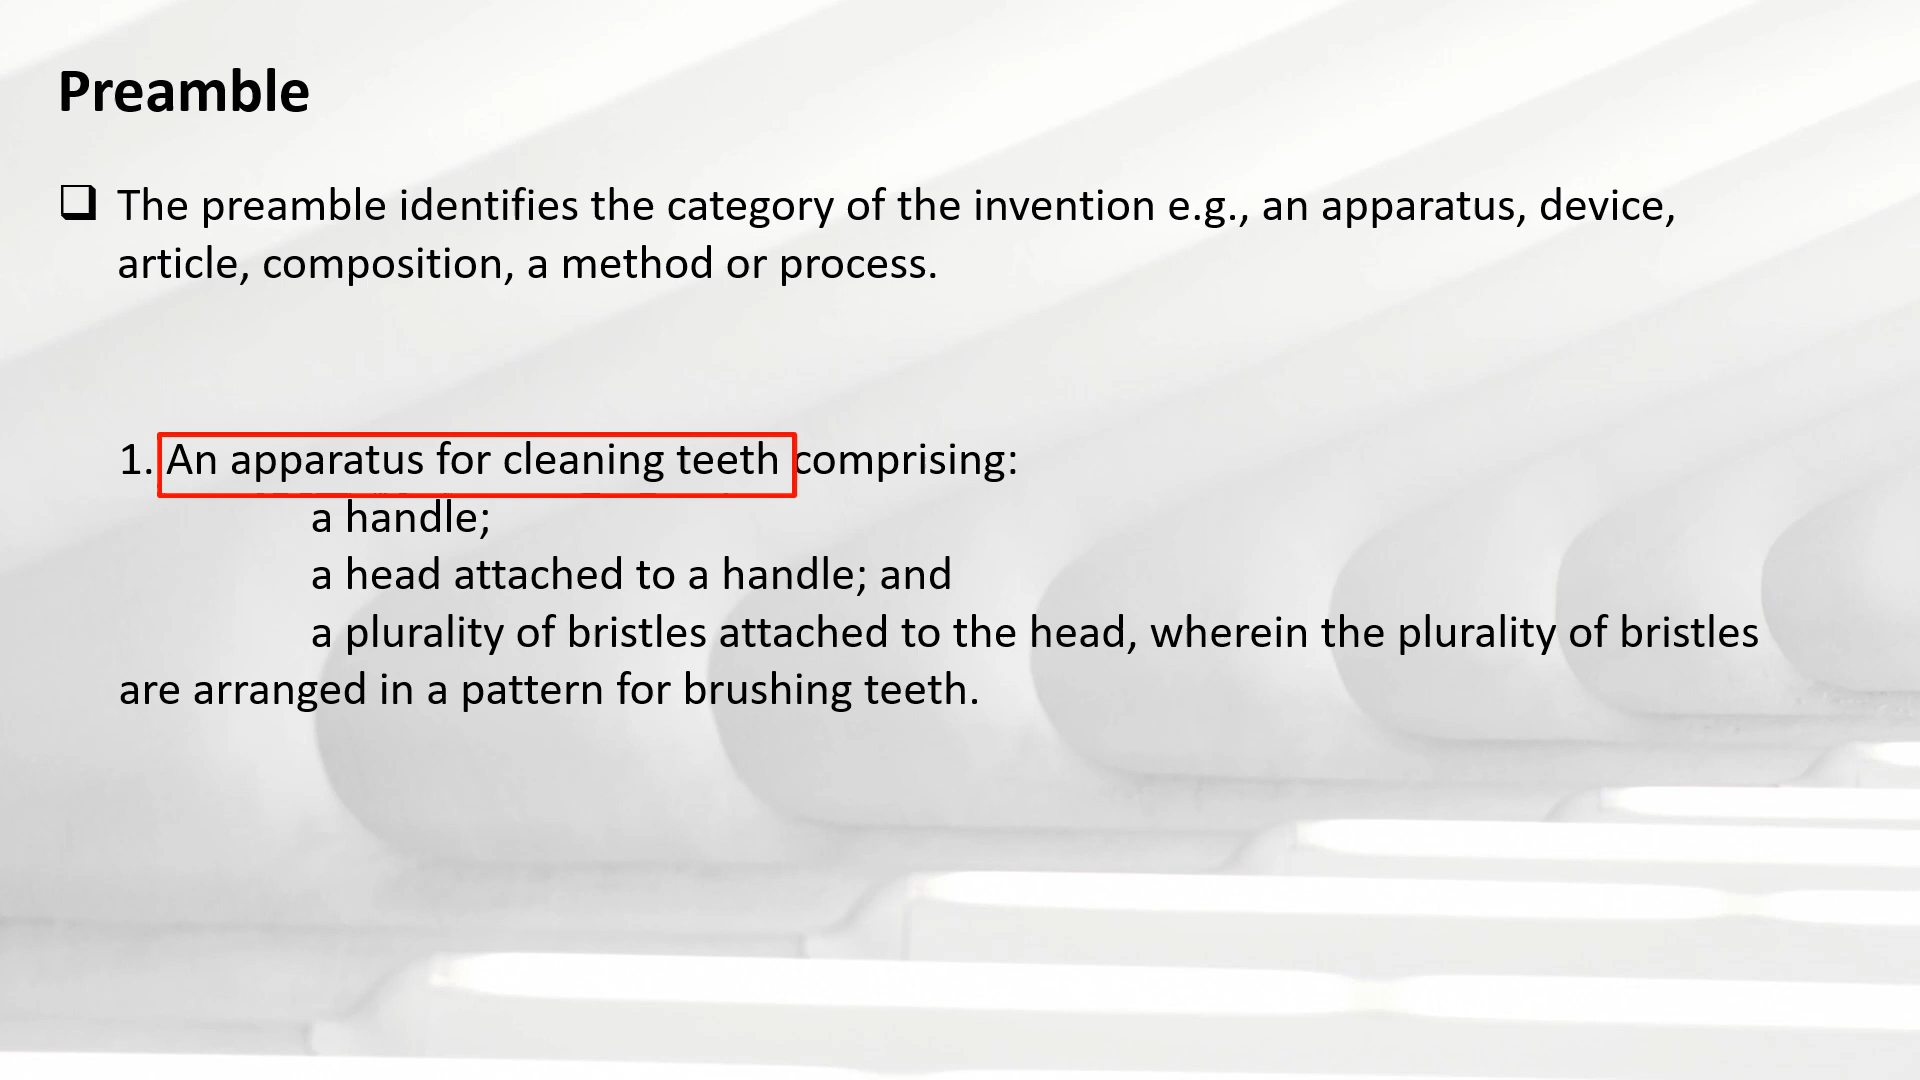 Preamble
❑ The preamble identifies the category of the invention e.g., an apparatus, device,
article, composition, a method or process.
1. An apparatus for cleaning teeth comprising:
a handle;
a head attached to a handle; and
a plurality of bristles attached to the head, wherein the plurality of bristles
are arranged in a pattern for brushing teeth.